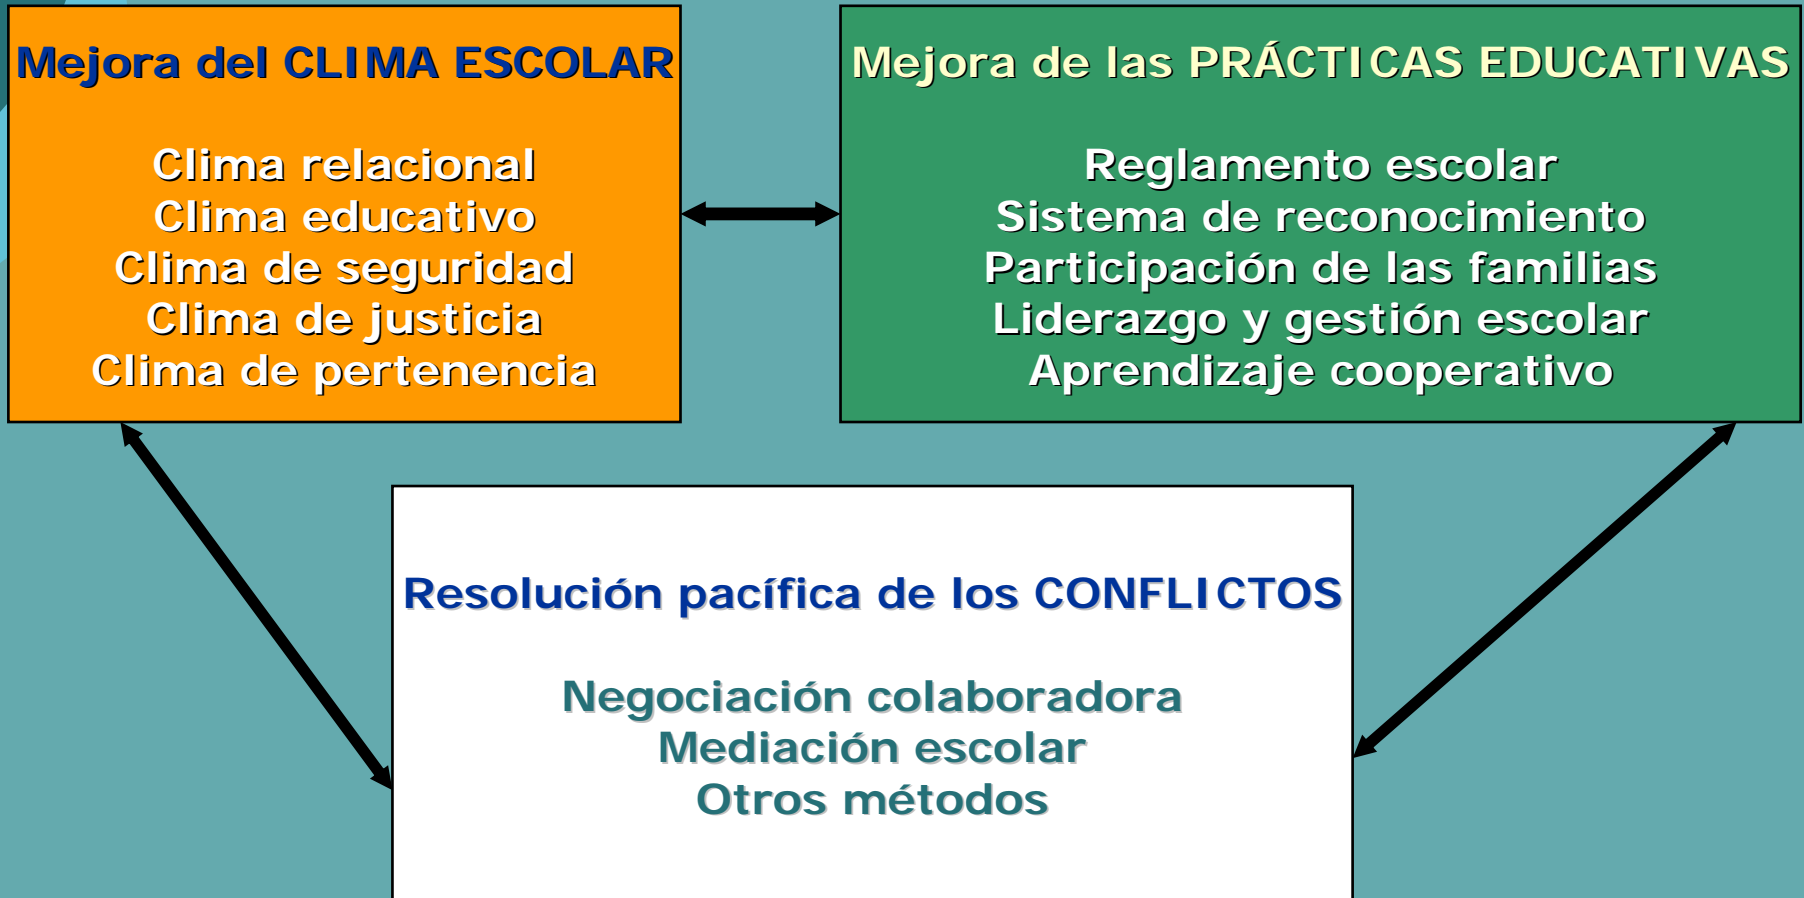 Mejora del CLIMA ESCOLAR
Clima relacional
Clima educativo
Clima de seguridad
Clima de justicia
Clima de pertenencia
Mejora de las PRÁCTICAS EDUCATIVAS
Reglamento escolar
Sistema de reconocimiento
Participación de las familias
Liderazgo y gestión escolar
Aprendizaje cooperativo
Resolución pacífica de los CONFLICTOS
Negociación colaboradora
Mediación escolar
Otros métodos